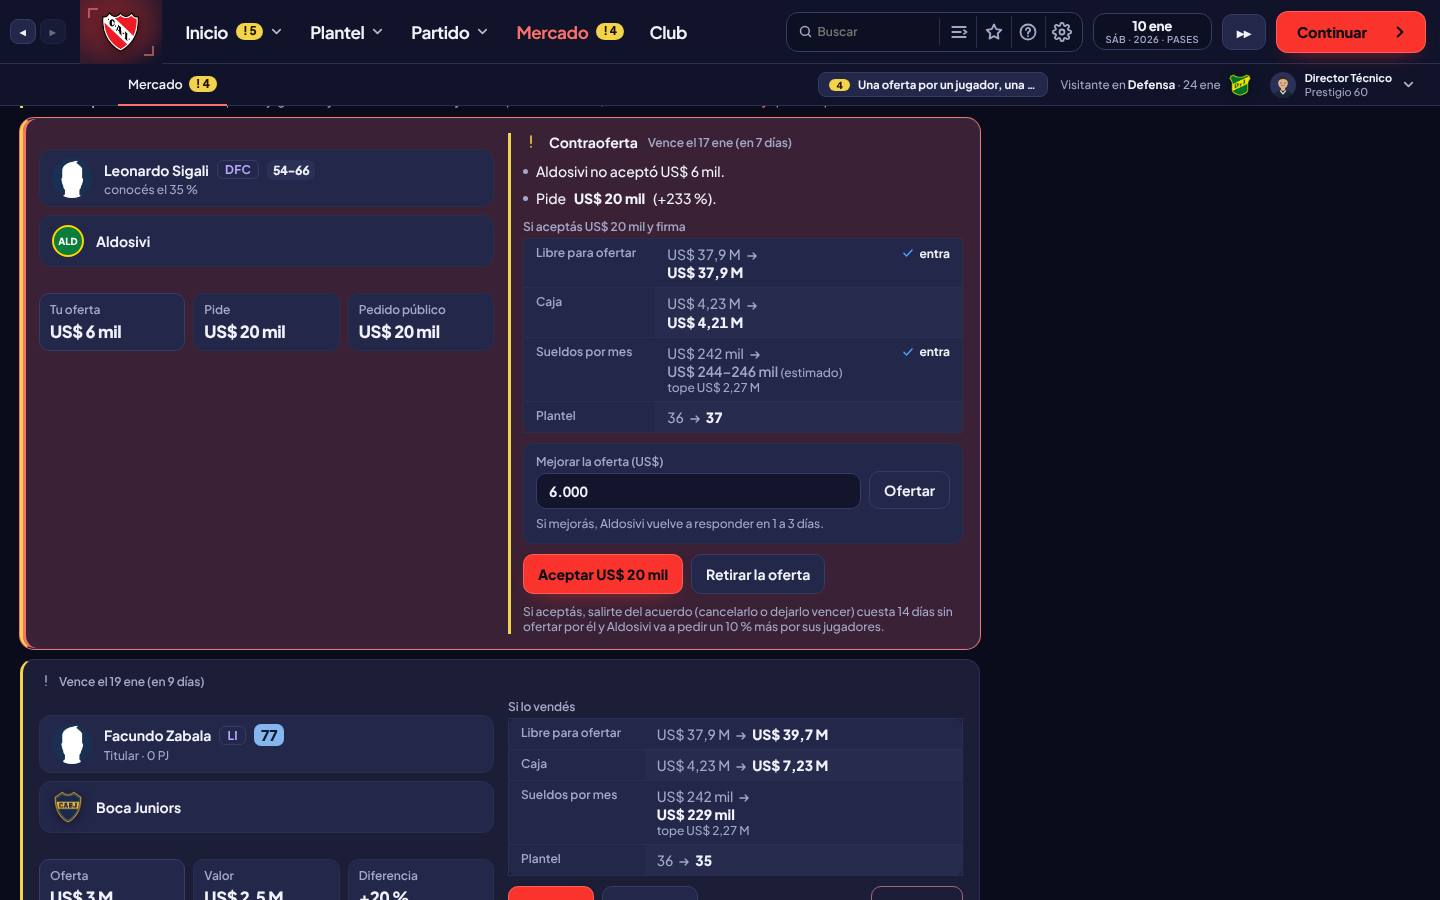 Inicio
! 5
Plantel
Partido
Mercado
! 4
Club
Buscar
10 ene
SÁB · 2026 · PASES
Continuar
Mercado
! 4
4
Una oferta por un jugador, una ...
Visitante en Defensa · 24 ene
Director Técnico
Prestigio 60
Leonardo Sigali
DFC
54–66
conocés el 35 %
ALD
Aldosivi
Tu oferta
US$ 6 mil
Pide
US$ 20 mil
Pedido público
US$ 20 mil
! Contraoferta
Vence el 17 ene (en 7 días)
Aldosivi no aceptó US$ 6 mil.
Pide US$ 20 mil (+233 %).
Si aceptás US$ 20 mil y firma
Libre para ofertar
US$ 37,9 M →
US$ 37,9 M
✓ entra
Caja
US$ 4,23 M →
US$ 4,21 M
Sueldos por mes
US$ 242 mil →
US$ 244–246 mil (estimado)
tope US$ 2,27 M
✓ entra
Plantel
36 → 37
Mejorar la oferta (US$)
6.000
Ofertar
Si mejorás, Aldosivi vuelve a responder en 1 a 3 días.
Aceptar US$ 20 mil
Retirar la oferta
Si aceptás, salirte del acuerdo (cancelarlo o dejarlo vencer) cuesta 14 días sin
ofertar por él y Aldosivi va a pedir un 10 % más por sus jugadores.
! Vence el 19 ene (en 9 días)
Facundo Zabala
LI
77
Titular · 0 PJ
CABJ
Boca Juniors
Oferta
US$ 3 M
Valor
US$ 2,5 M
Diferencia
+20 %
Si lo vendés
Libre para ofertar
US$ 37,9 M → US$ 39,7 M
Caja
US$ 4,23 M → US$ 7,23 M
Sueldos por mes
US$ 242 mil →
US$ 229 mil
tope US$ 2,27 M
Plantel
36 → 35